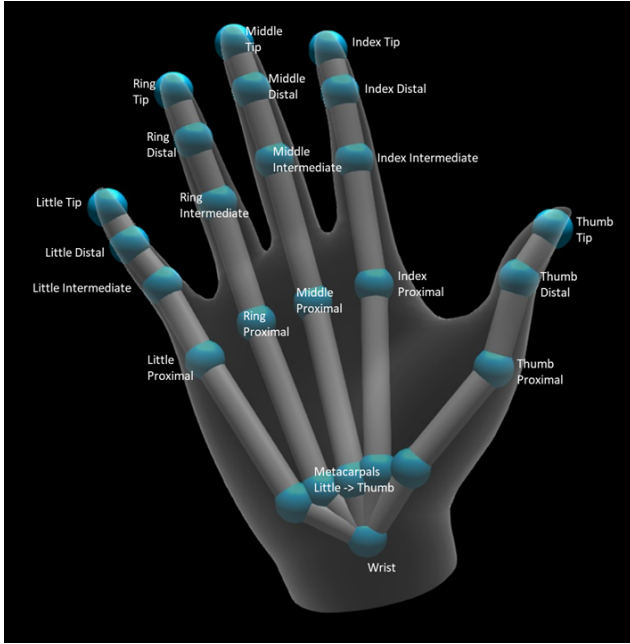 Middle
Tip
Index Tip
Ring
Tip
Middle
Distal
Index Distal
Ring
Distal
Middle
Intermediate
Index Intermediate
Little Tip
Ring
Intermediate
Thumb
Tip
Little Distal
Little Intermediate
Index
Proximal
Thumb
Distal
Middle
Proximal
Ring
Proximal
Little
Proximal
Thumb
Proximal
Metacarpals
Little -> Thumb
Wrist